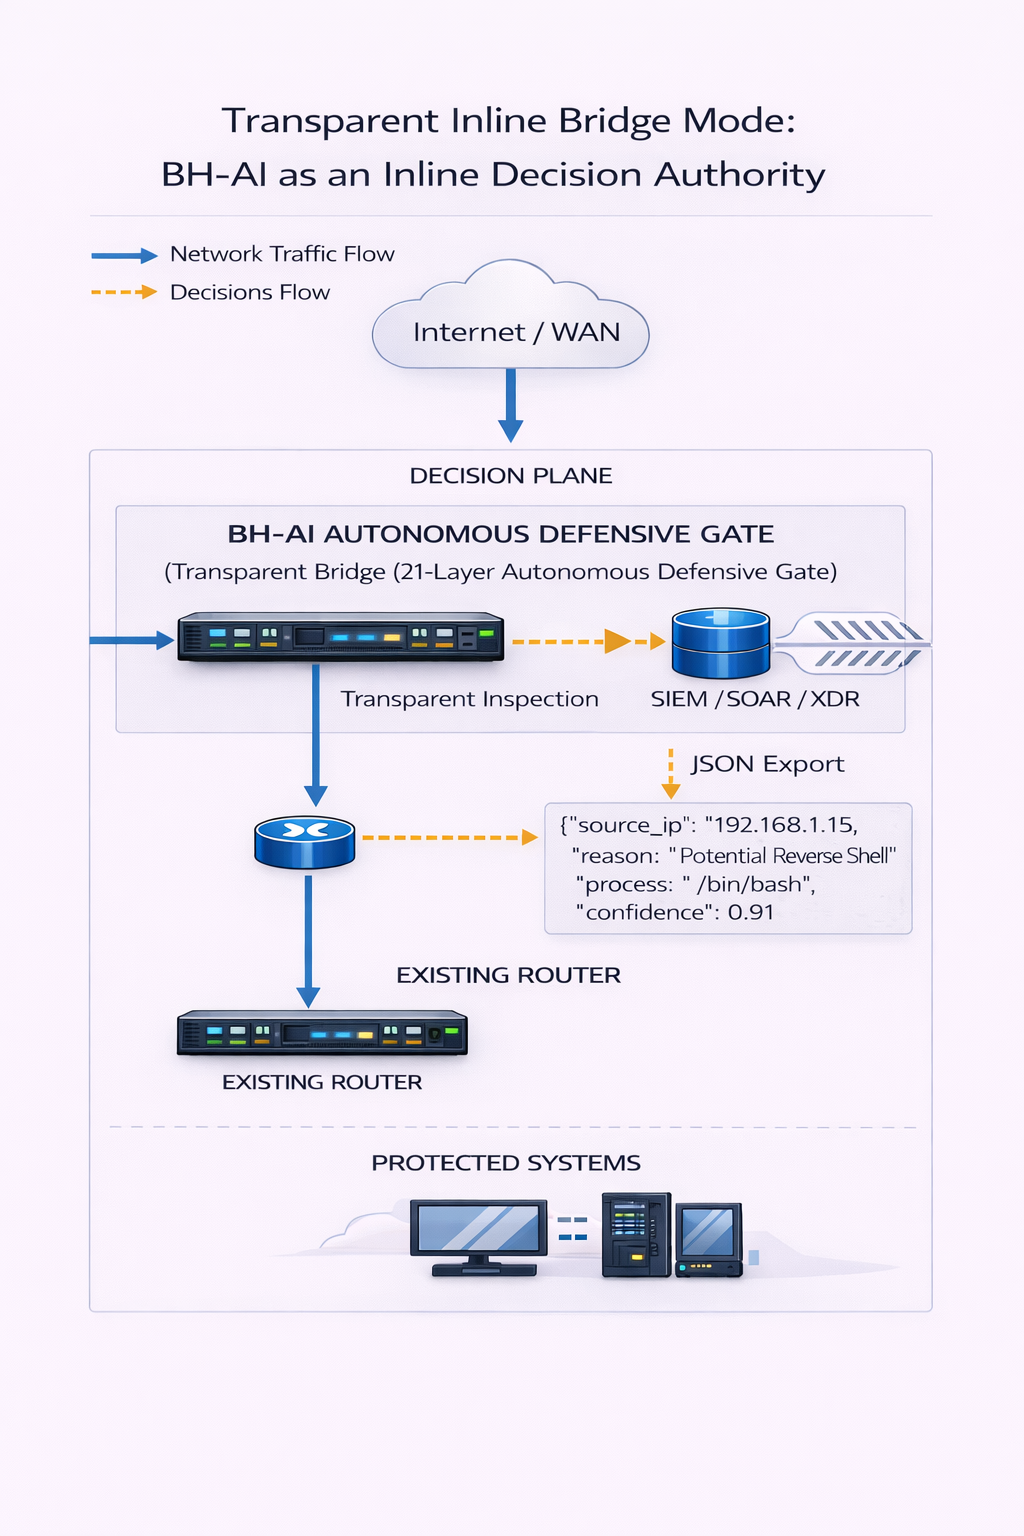 Transparent Inline Bridge Mode:
BH-AI as an Inline Decision Authority
Network Traffic Flow
Decisions Flow
Internet / WAN
DECISION PLANE
BH-AI AUTONOMOUS DEFENSIVE GATE
(Transparent Bridge (21-Layer Autonomous Defensive Gate)
Transparent Inspection
SIEM / SOAR / XDR
JSON Export
{"source_ip": "192.168.1.15,
"reason: "Potential Reverse Shell"
"process: " /bin/bash",
"confidence": 0.91
EXISTING ROUTER
EXISTING ROUTER
PROTECTED SYSTEMS